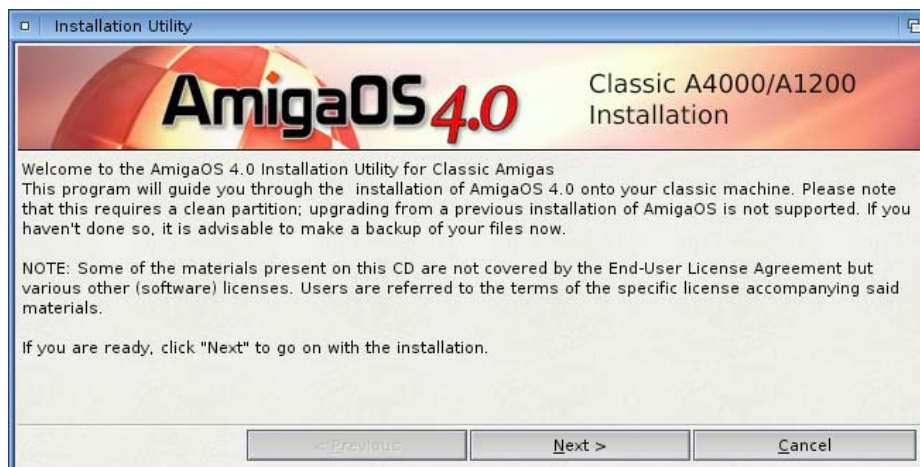 Installation Utility
AmigaOS 4.0
Classic A4000/A1200
Installation
Welcome to the AmigaOS 4.0 Installation Utility for Classic Amigas
This program will guide you through the  installation of AmigaOS 4.0 onto your classic machine. Please note
that this requires a clean partition; upgrading from a previous installation of AmigaOS is not supported. If you
haven't done so, it is advisable to make a backup of your files now.
NOTE: Some of the materials present on this CD are not covered by the End-User License Agreement but
various other (software) licenses. Users are referred to the terms of the specific license accompanying said
materials.
If you are ready, click "Next" to go on with the installation.
< Previous
Next >
Cancel